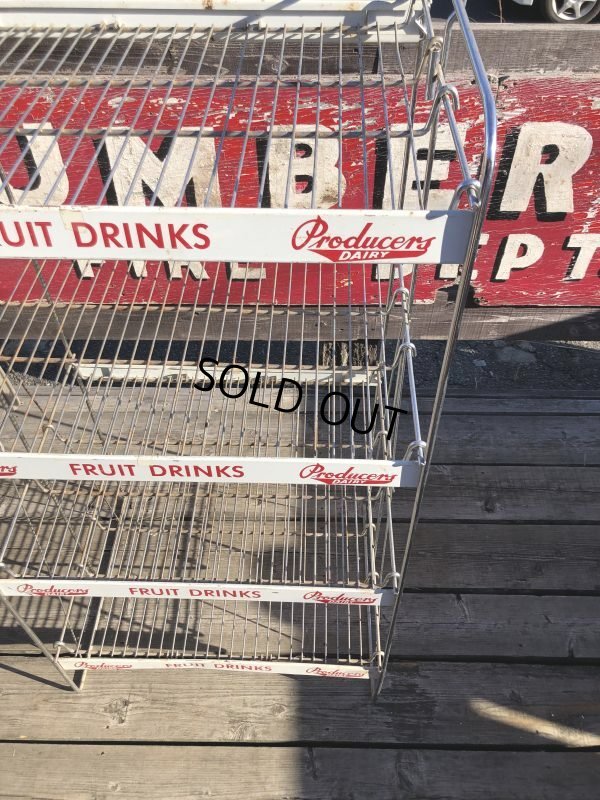 UMBER
UIT DRINKS Producers DAIRY
EPT
SOLD OUT
FRUIT DRINKS Producers DAIRY
Producers FRUIT DRINKS Producers
Producers FRUIT DRINKS Producers